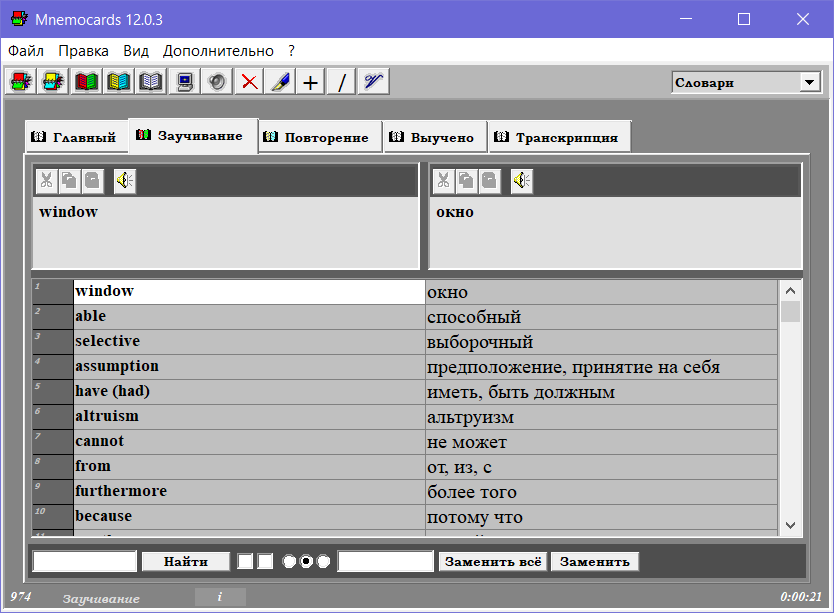 Mnemocards 12.0.3
Файл Правка Вид Дополнительно ?
Словари
Главный Заучивание Повторение Выучено Транскрипция
window окно
1 window окно
2 able способный
3 selective выборочный
4 assumption предположение, принятие на себя
5 have (had) иметь, быть должным
6 altruism альтруизм
7 cannot не может
8 from от, из, с
9 furthermore более того
10 because потому что
Найти Заменить всё Заменить
974 Заучивание i 0:00:21